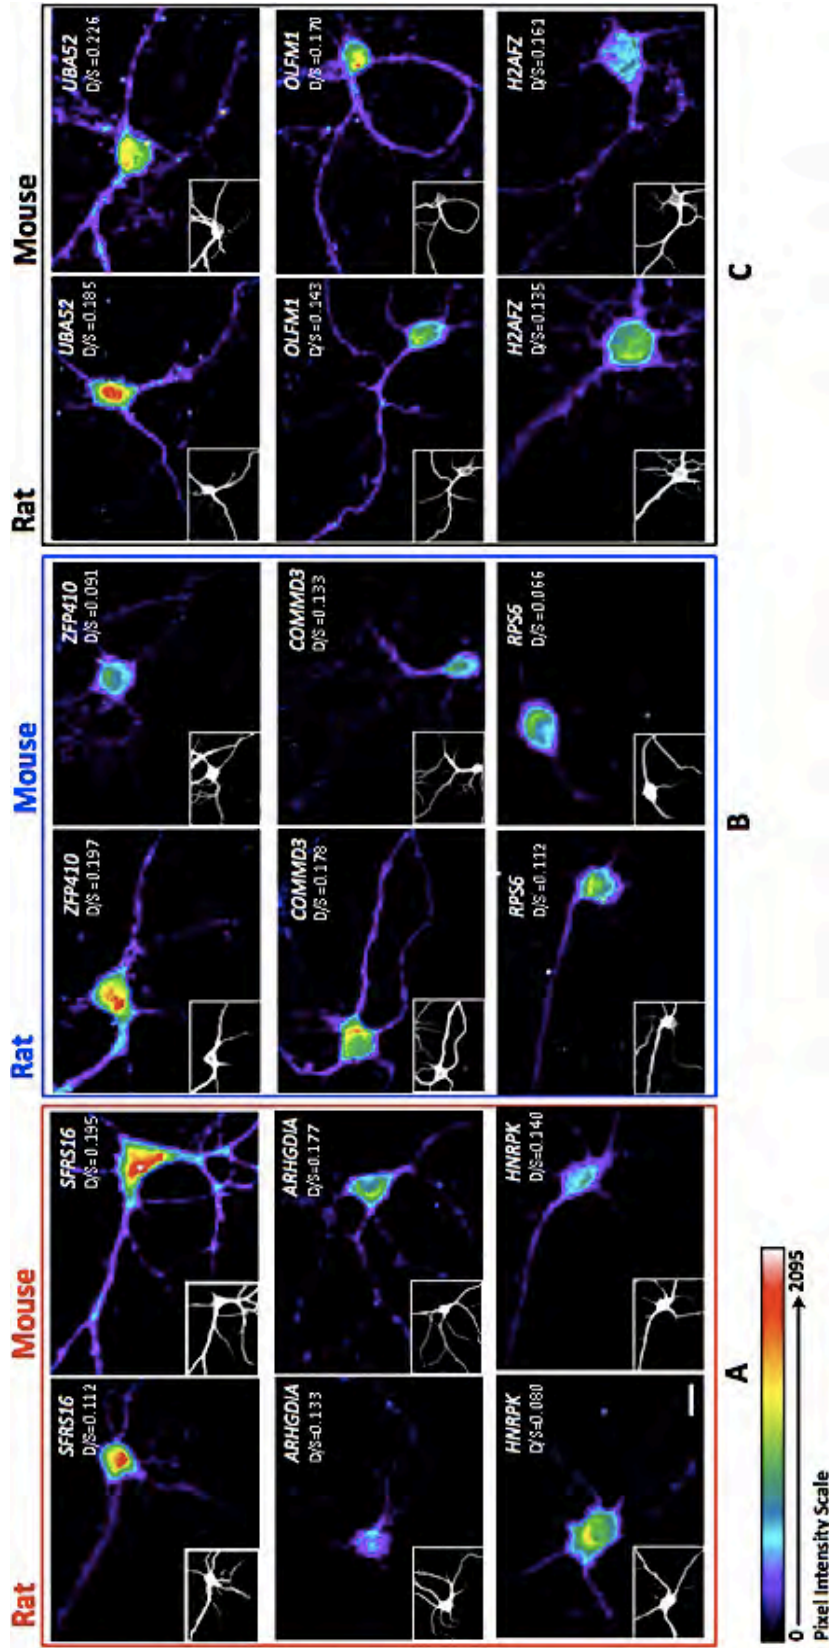 Rat
Mouse
SFRS16
D/S=0.112
SFRS16
D/S=0.195
ARHGDIA
D/S=0.133
ARHGDIA
D/S=0.177
HNRPK
D/S=0.080
HNRPK
D/S=0.140
A
Rat
Mouse
ZFP410
D/S=0.197
ZFP410
D/S=0.091
COMMD3
D/S=0.178
COMMD3
D/S=0.133
RPS6
D/S=0.112
RPS6
D/S=0.066
B
Rat
Mouse
UBA52
D/S=0.185
UBA52
D/S=0.226
OLFM1
D/S=0.143
OLFM1
D/S=0.170
H2AFZ
D/S=0.135
H2AFZ
D/S=0.161
C
0
2095
Pixel Intensity Scale